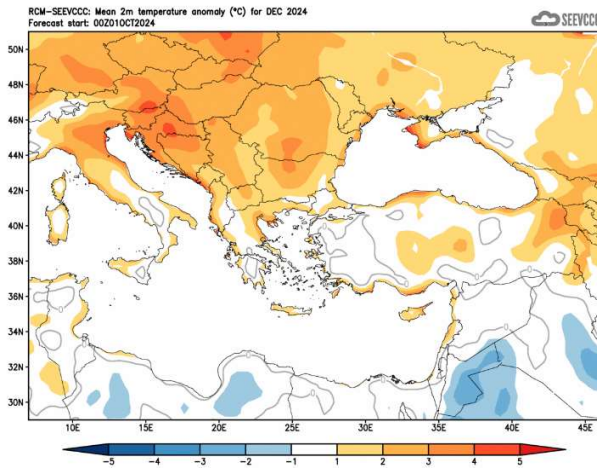 RCM-SEEVCCC: Mean 2m temperature anomaly (°C) for DEC 2024
Forecast start: 00Z01OCT2024
SEEVCCC
50N
48N
46N
44N
42N
40N
38N
36N
34N
32N
30N
10E 15E 20E 25E 30E 35E 40E 45E
-5 -4 -3 -2 -1 1 2 3 4 5